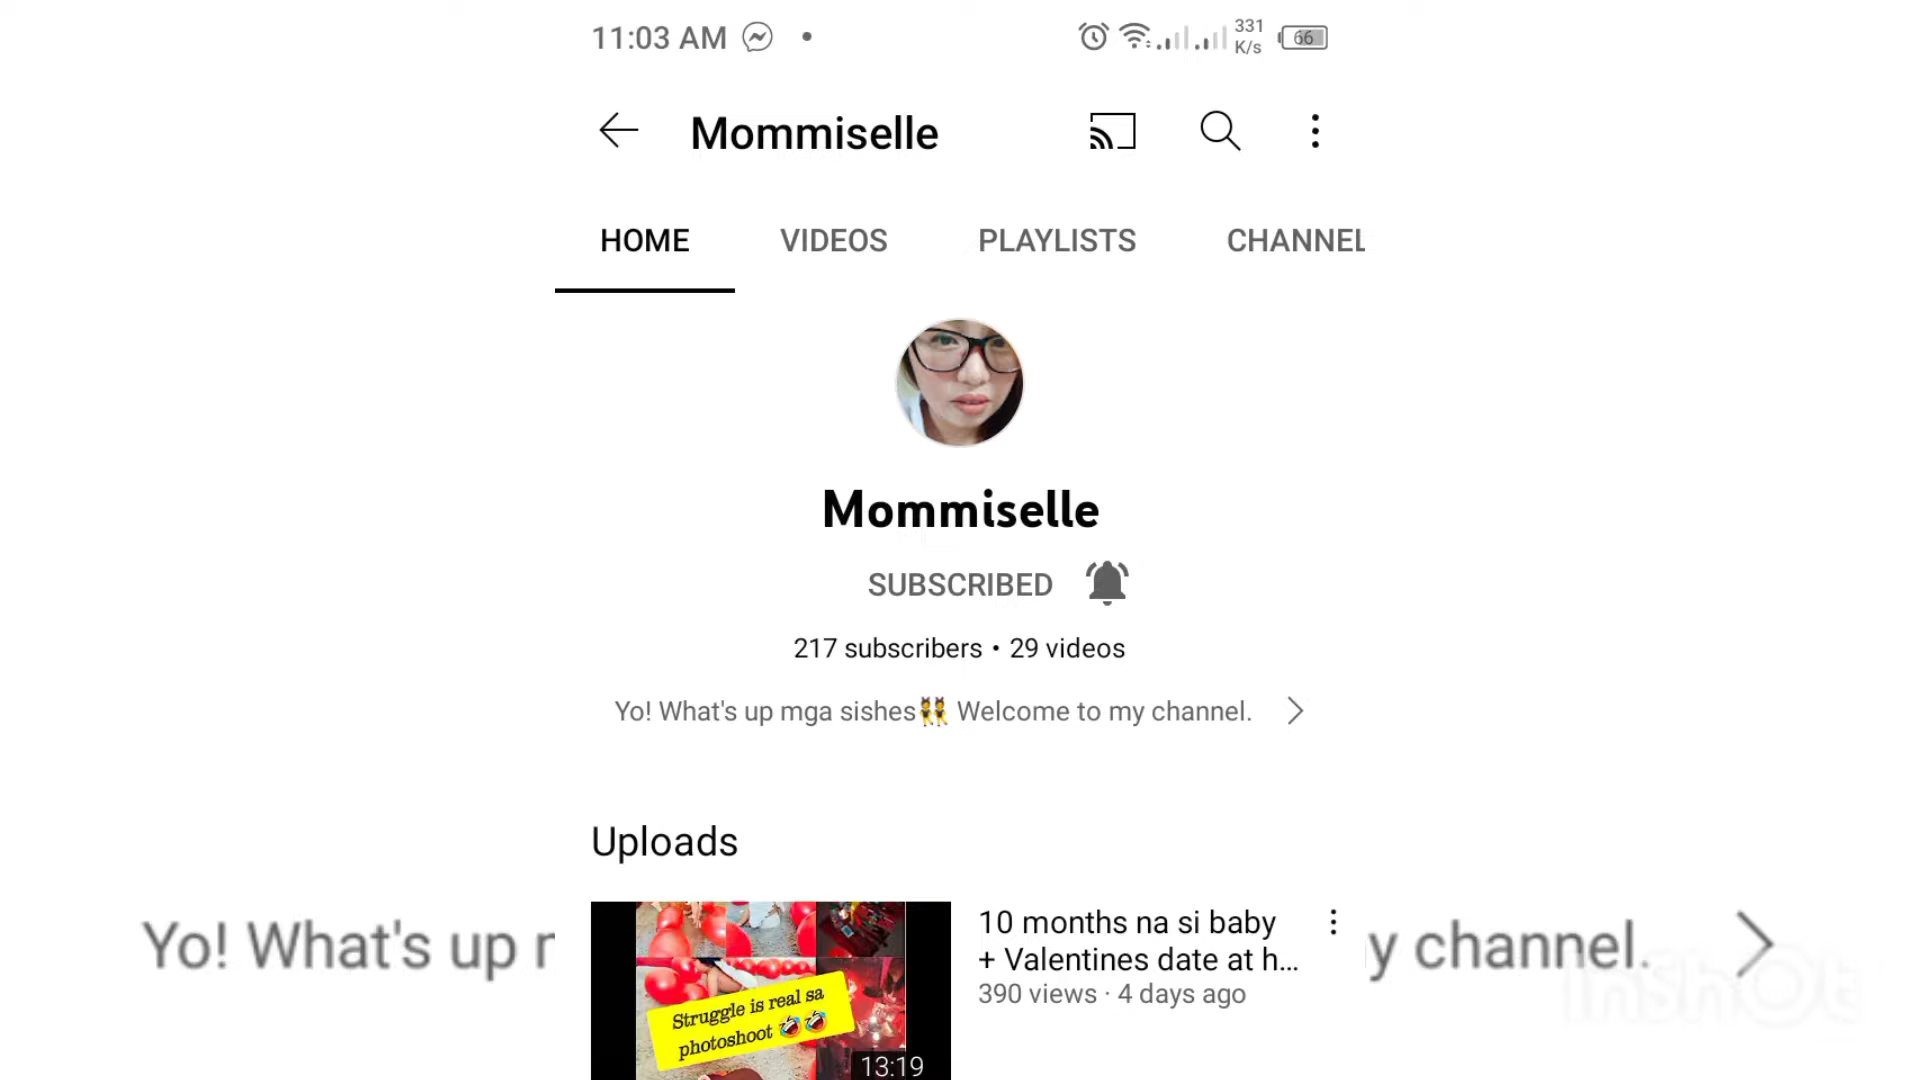 11:03 AM
331
K/s
66
Mommiselle
HOME
VIDEOS
PLAYLISTS
CHANNEL
Mommiselle
SUBSCRIBED
217 subscribers • 29 videos
Yo! What's up mga sishes👯 Welcome to my channel.
Uploads
10 months na si baby
+ Valentines date at h...
390 views · 4 days ago
Struggle is real sa
photoshoot 🤣🤣
13:19
Yo! What's up
y channel.
InShOt